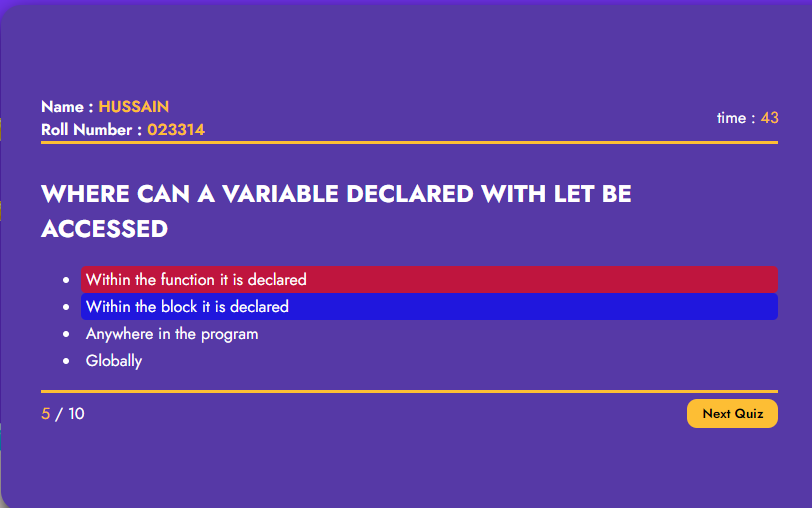 Name : HUSSAIN
Roll Number : 023314
time : 43
WHERE CAN A VARIABLE DECLARED WITH LET BE
ACCESSED
Within the function it is declared
Within the block it is declared
Anywhere in the program
Globally
5 / 10
Next Quiz